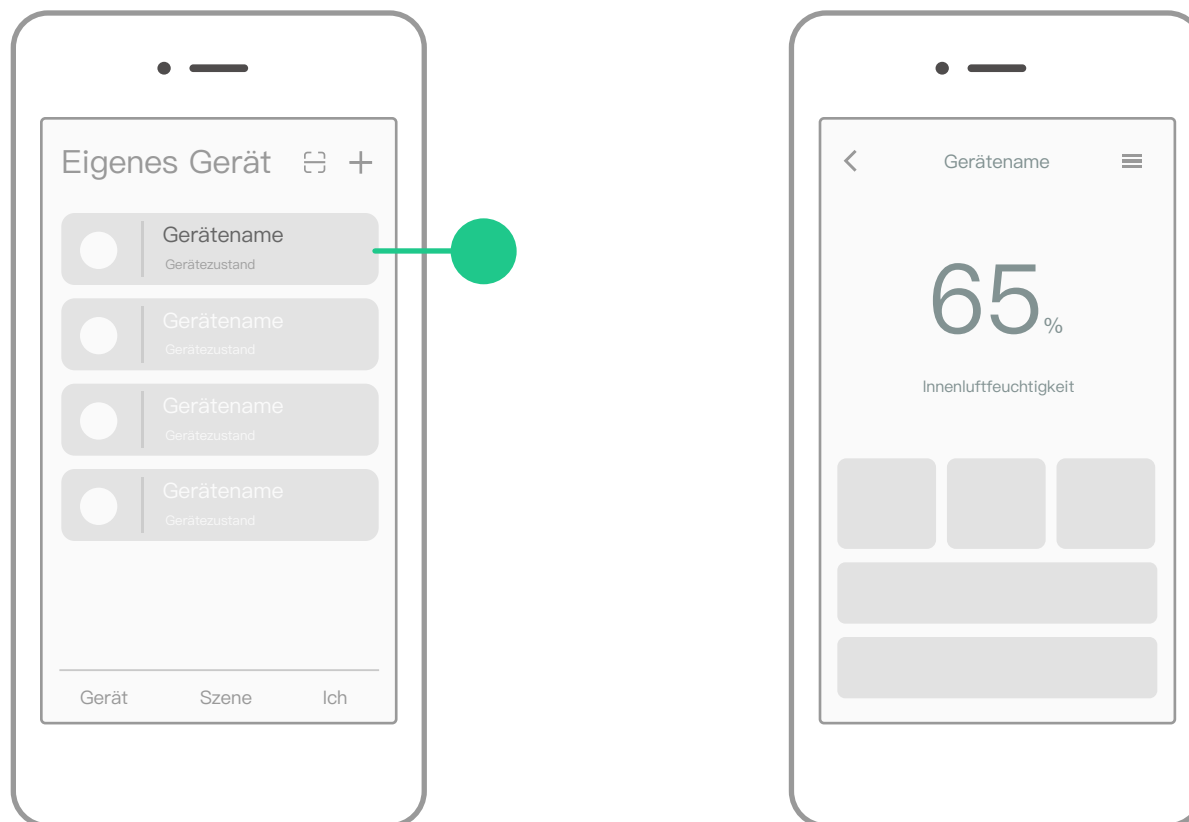 Eigenes Gerät
Gerätename
Gerätezustand
Gerätename
Gerätezustand
Gerätename
Gerätezustand
Gerätename
Gerätezustand
Gerät Szene Ich
Gerätename
65%
Innenluftfeuchtigkeit